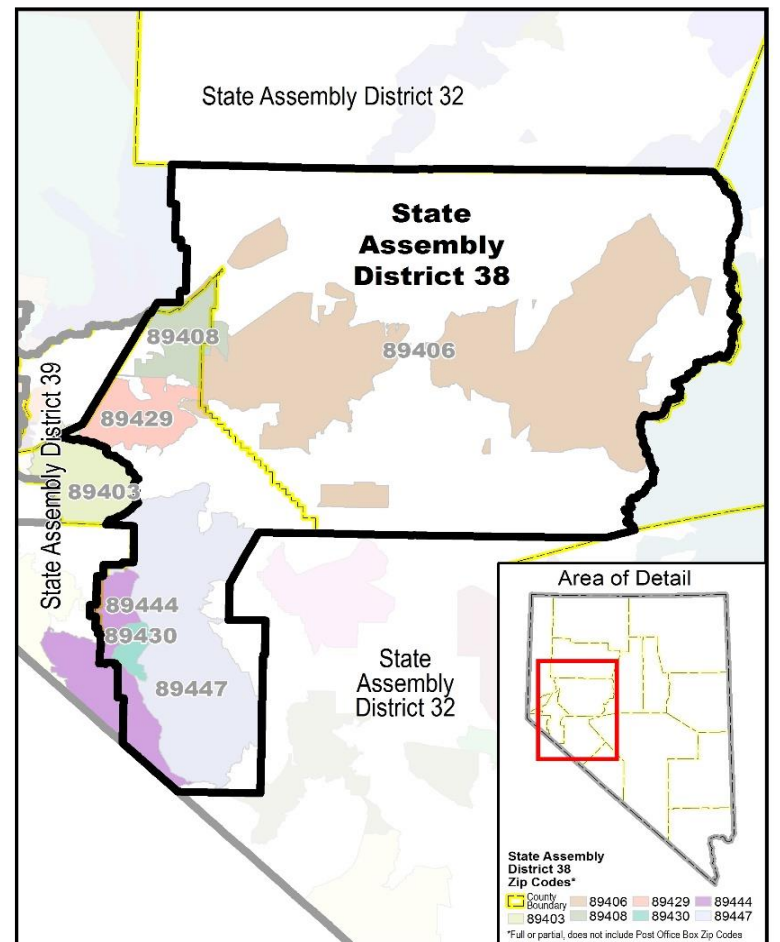 State Assembly District 32
State
Assembly
District 38
89408
89406
State Assembly District 39
89429
89403
89444
89430
89447
State
Assembly
District 32
Area of Detail
State Assembly
District 38
Zip Codes*
County
Boundary
89406
89429
89444
89403
89408
89430
89447
*Full or partial, does not include Post Office Box Zip Codes